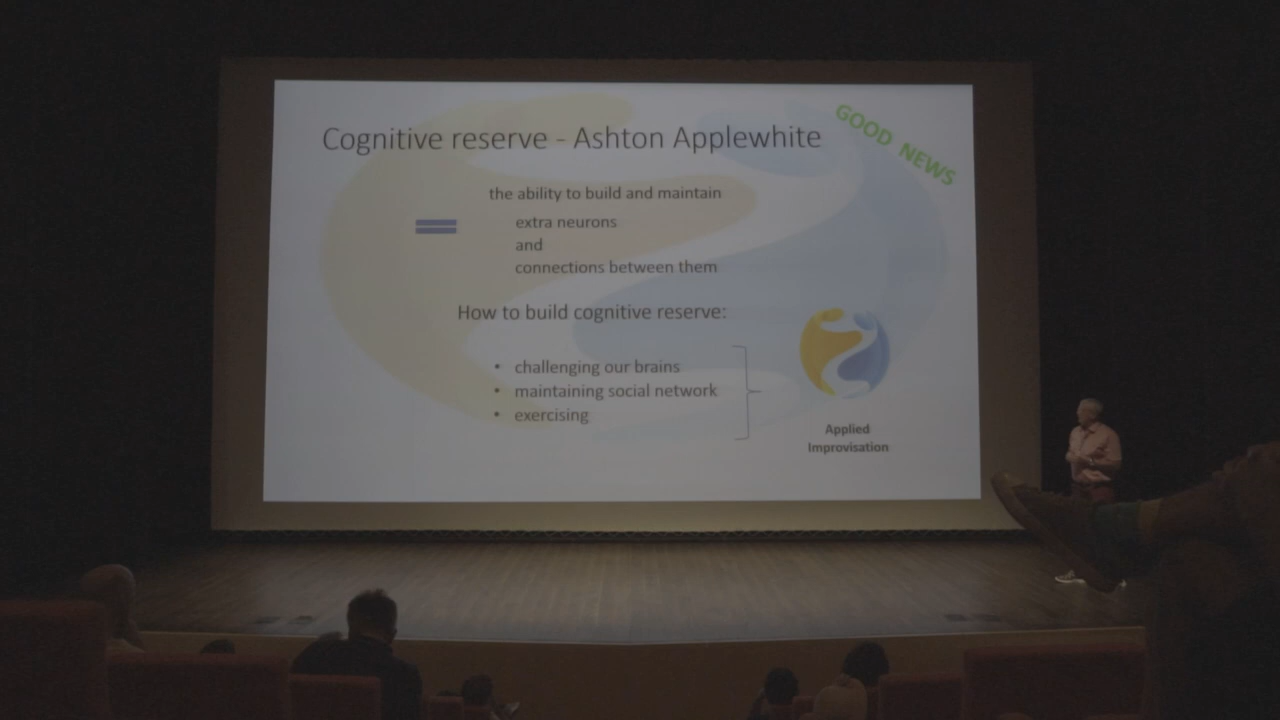 Cognitive reserve - Ashton Applewhite
GOOD NEWS
the ability to build and maintain
extra neurons
and
connections between them
How to build cognitive reserve:
• challenging our brains
• maintaining social network
• exercising
Applied
Improvisation